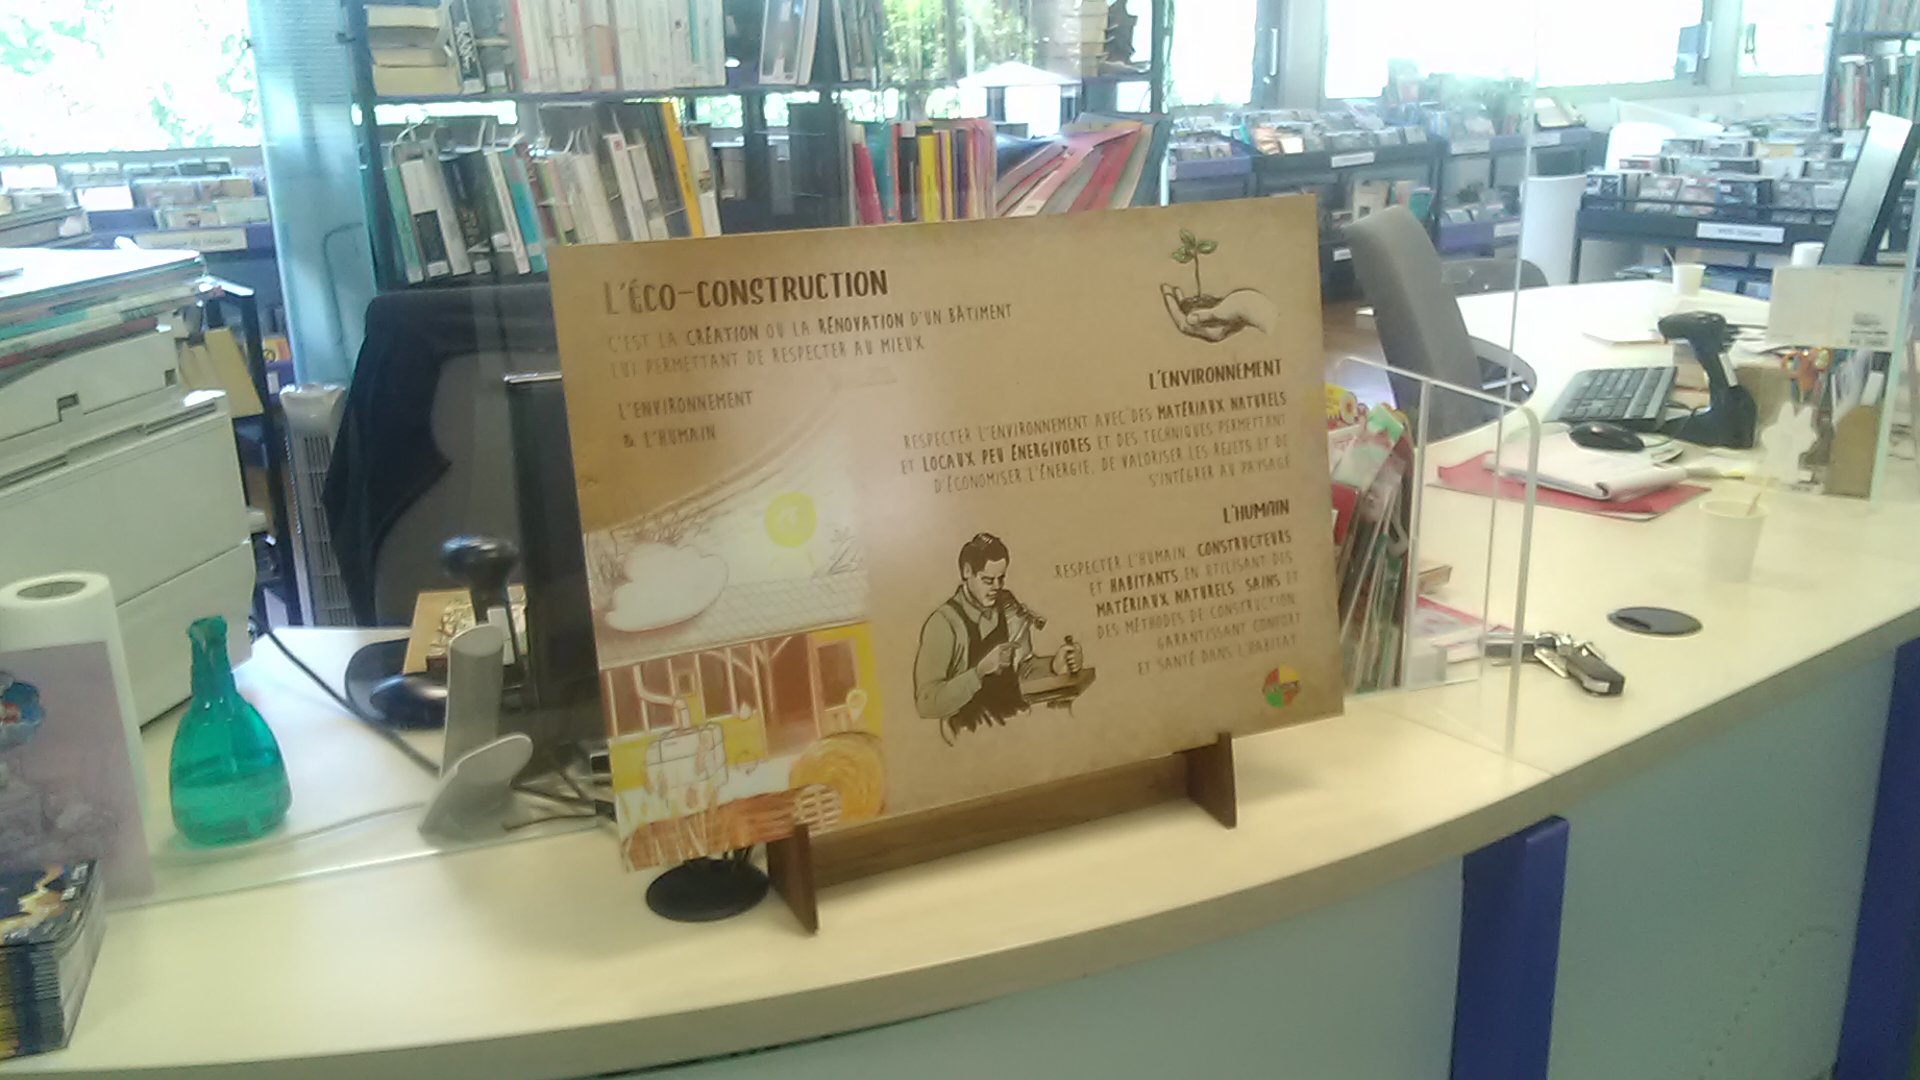 L'ÉCO-CONSTRUCTION
C'EST LA CRÉATION OU LA RÉNOVATION D'UN BÂTIMENT
LUI PERMETTANT DE RESPECTER AU MIEUX
L'ENVIRONNEMENT
& L'HUMAIN
L'ENVIRONNEMENT
RESPECTER L'ENVIRONNEMENT AVEC DES MATÉRIAUX NATURELS
ET LOCAUX PEU ÉNERGIVORES ET DES TECHNIQUES PERMETTANT
D'ÉCONOMISER L'ÉNERGIE, DE VALORISER LES REJETS ET DE
S'INTÉGRER AU PAYSAGE
L'HUMAIN
RESPECTER L'HUMAIN, CONSTRUCTEURS
ET HABITANTS EN UTILISANT DES
MATÉRIAUX NATURELS, SAINS ET
DES MÉTHODES DE CONSTRUCTION
GARANTISSANT CONFORT
ET SANTÉ DANS L'HABITAT